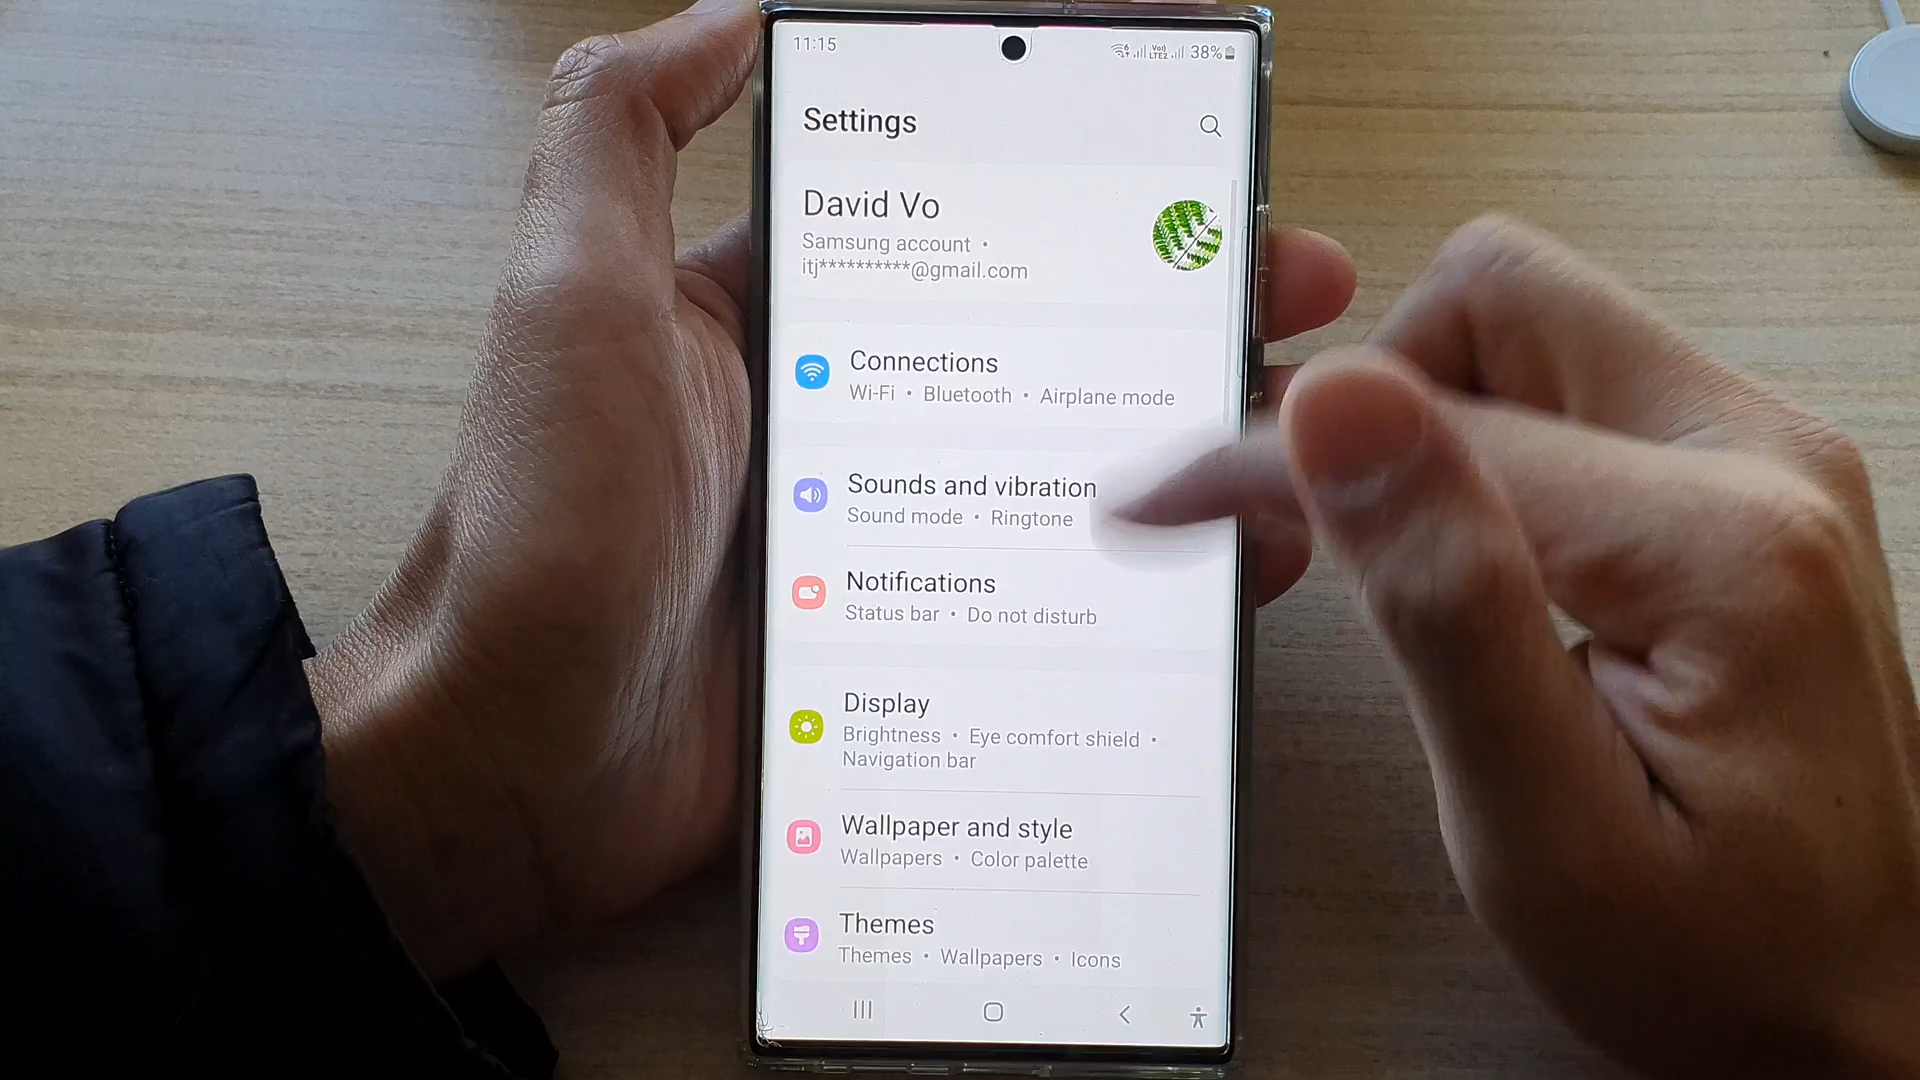 11:15
Vo))
LTE2
38%
Settings
David Vo
Samsung account •
itj**********@gmail.com
Connections
Wi-Fi • Bluetooth • Airplane mode
Sounds and vibration
Sound mode • Ringtone
Notifications
Status bar • Do not disturb
Display
Brightness • Eye comfort shield •
Navigation bar
Wallpaper and style
Wallpapers • Color palette
Themes
Themes • Wallpapers • Icons